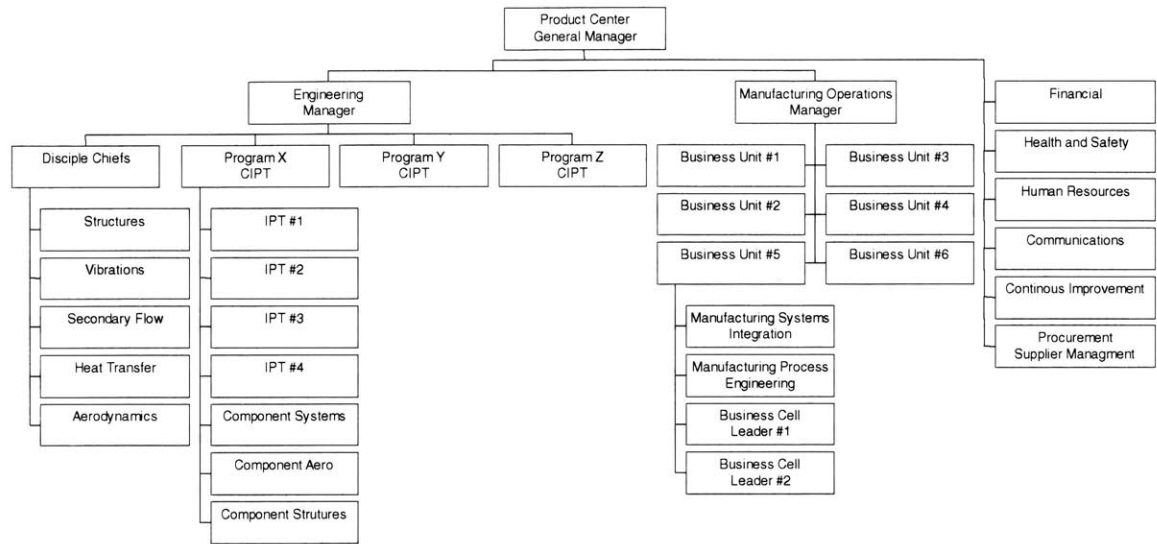 Product Center
General Manager
Engineering
Manager
Manufacturing Operations
Manager
Financial
Health and Safety
Human Resources
Communications
Continous Improvement
Procurement
Supplier Managment
Disciple Chiefs
Program X
CIPT
Program Y
CIPT
Program Z
CIPT
Structures
Vibrations
Secondary Flow
Heat Transfer
Aerodynamics
IPT #1
IPT #2
IPT #3
IPT #4
Component Systems
Component Aero
Component Strutures
Business Unit #1
Business Unit #3
Business Unit #2
Business Unit #4
Business Unit #5
Business Unit #6
Manufacturing Systems
Integration
Manufacturing Process
Engineering
Business Cell
Leader #1
Business Cell
Leader #2